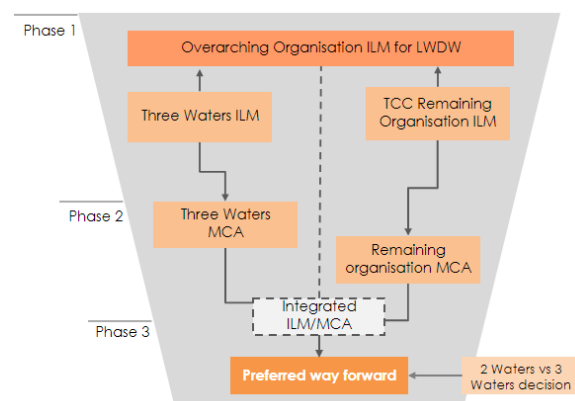 Phase 1
Overarching Organisation ILM for LWDW
Three Waters ILM
TCC Remaining
Organisation ILM
Phase 2
Three Waters
MCA
Remaining
organisation MCA
Integrated
ILM/MCA
Phase 3
Preferred way forward
2 Waters vs 3
Waters decision